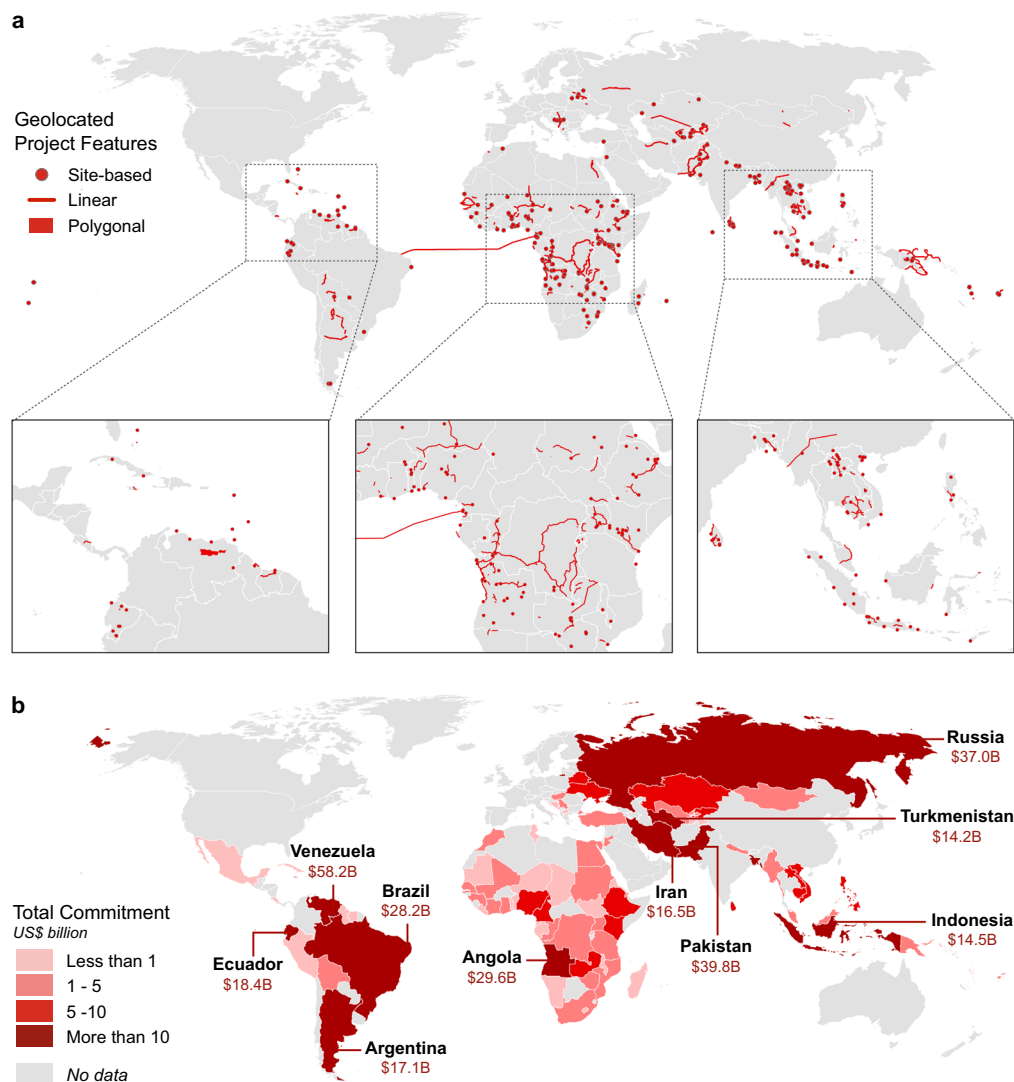 a
Geolocated
Project Features
Site-based
Linear
Polygonal
b
Russia
$37.0B
Turkmenistan
$14.2B
Venezuela
$58.2B
Brazil
$28.2B
Iran
$16.5B
Indonesia
$14.5B
Pakistan
$39.8B
Angola
$29.6B
Ecuador
$18.4B
Argentina
$17.1B
Total Commitment
US$ billion
Less than 1
1 - 5
5 -10
More than 10
No data